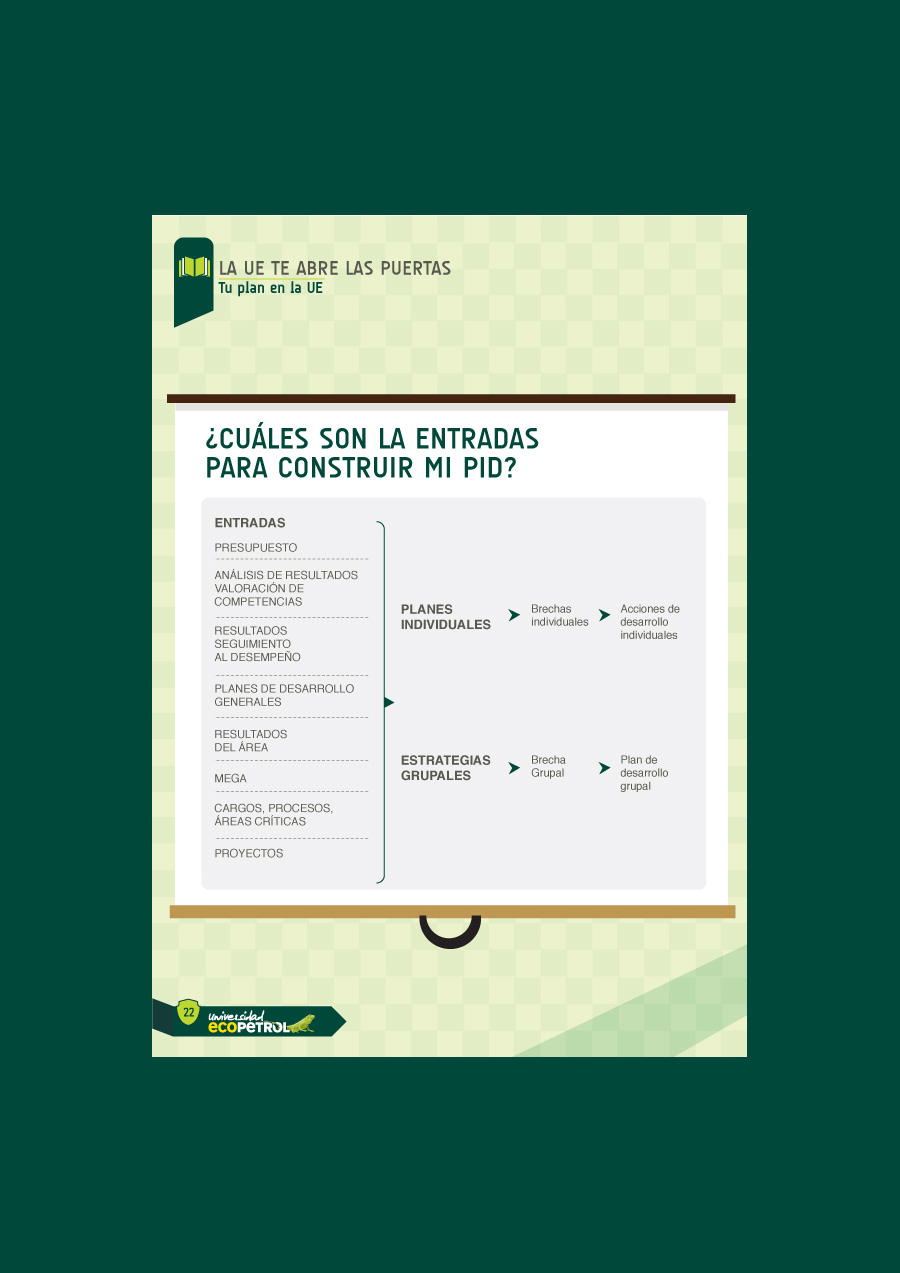 LA UE TE ABRE LAS PUERTAS
Tu plan en la UE
¿CUÁLES SON LA ENTRADAS
PARA CONSTRUIR MI PID?
ENTRADAS
PRESUPUESTO
ANÁLISIS DE RESULTADOS
VALORACIÓN DE
COMPETENCIAS
RESULTADOS
SEGUIMIENTO
AL DESEMPEÑO
PLANES DE DESARROLLO
GENERALES
RESULTADOS
DEL ÁREA
MEGA
CARGOS, PROCESOS,
ÁREAS CRÍTICAS
PROYECTOS
PLANES
INDIVIDUALES
Brechas
individuales
Acciones de
desarrollo
individuales
ESTRATEGIAS
GRUPALES
Brecha
Grupal
Plan de
desarrollo
grupal
22
universidad
ECOPETROL